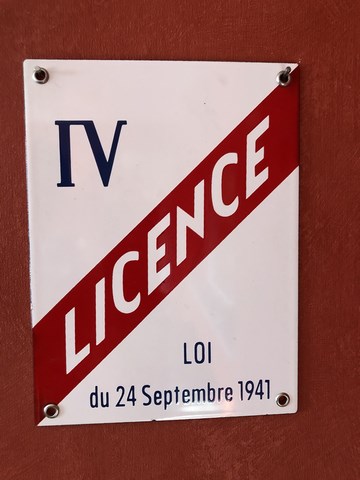 IV
LICENCE
LOI
du 24 Septembre 1941